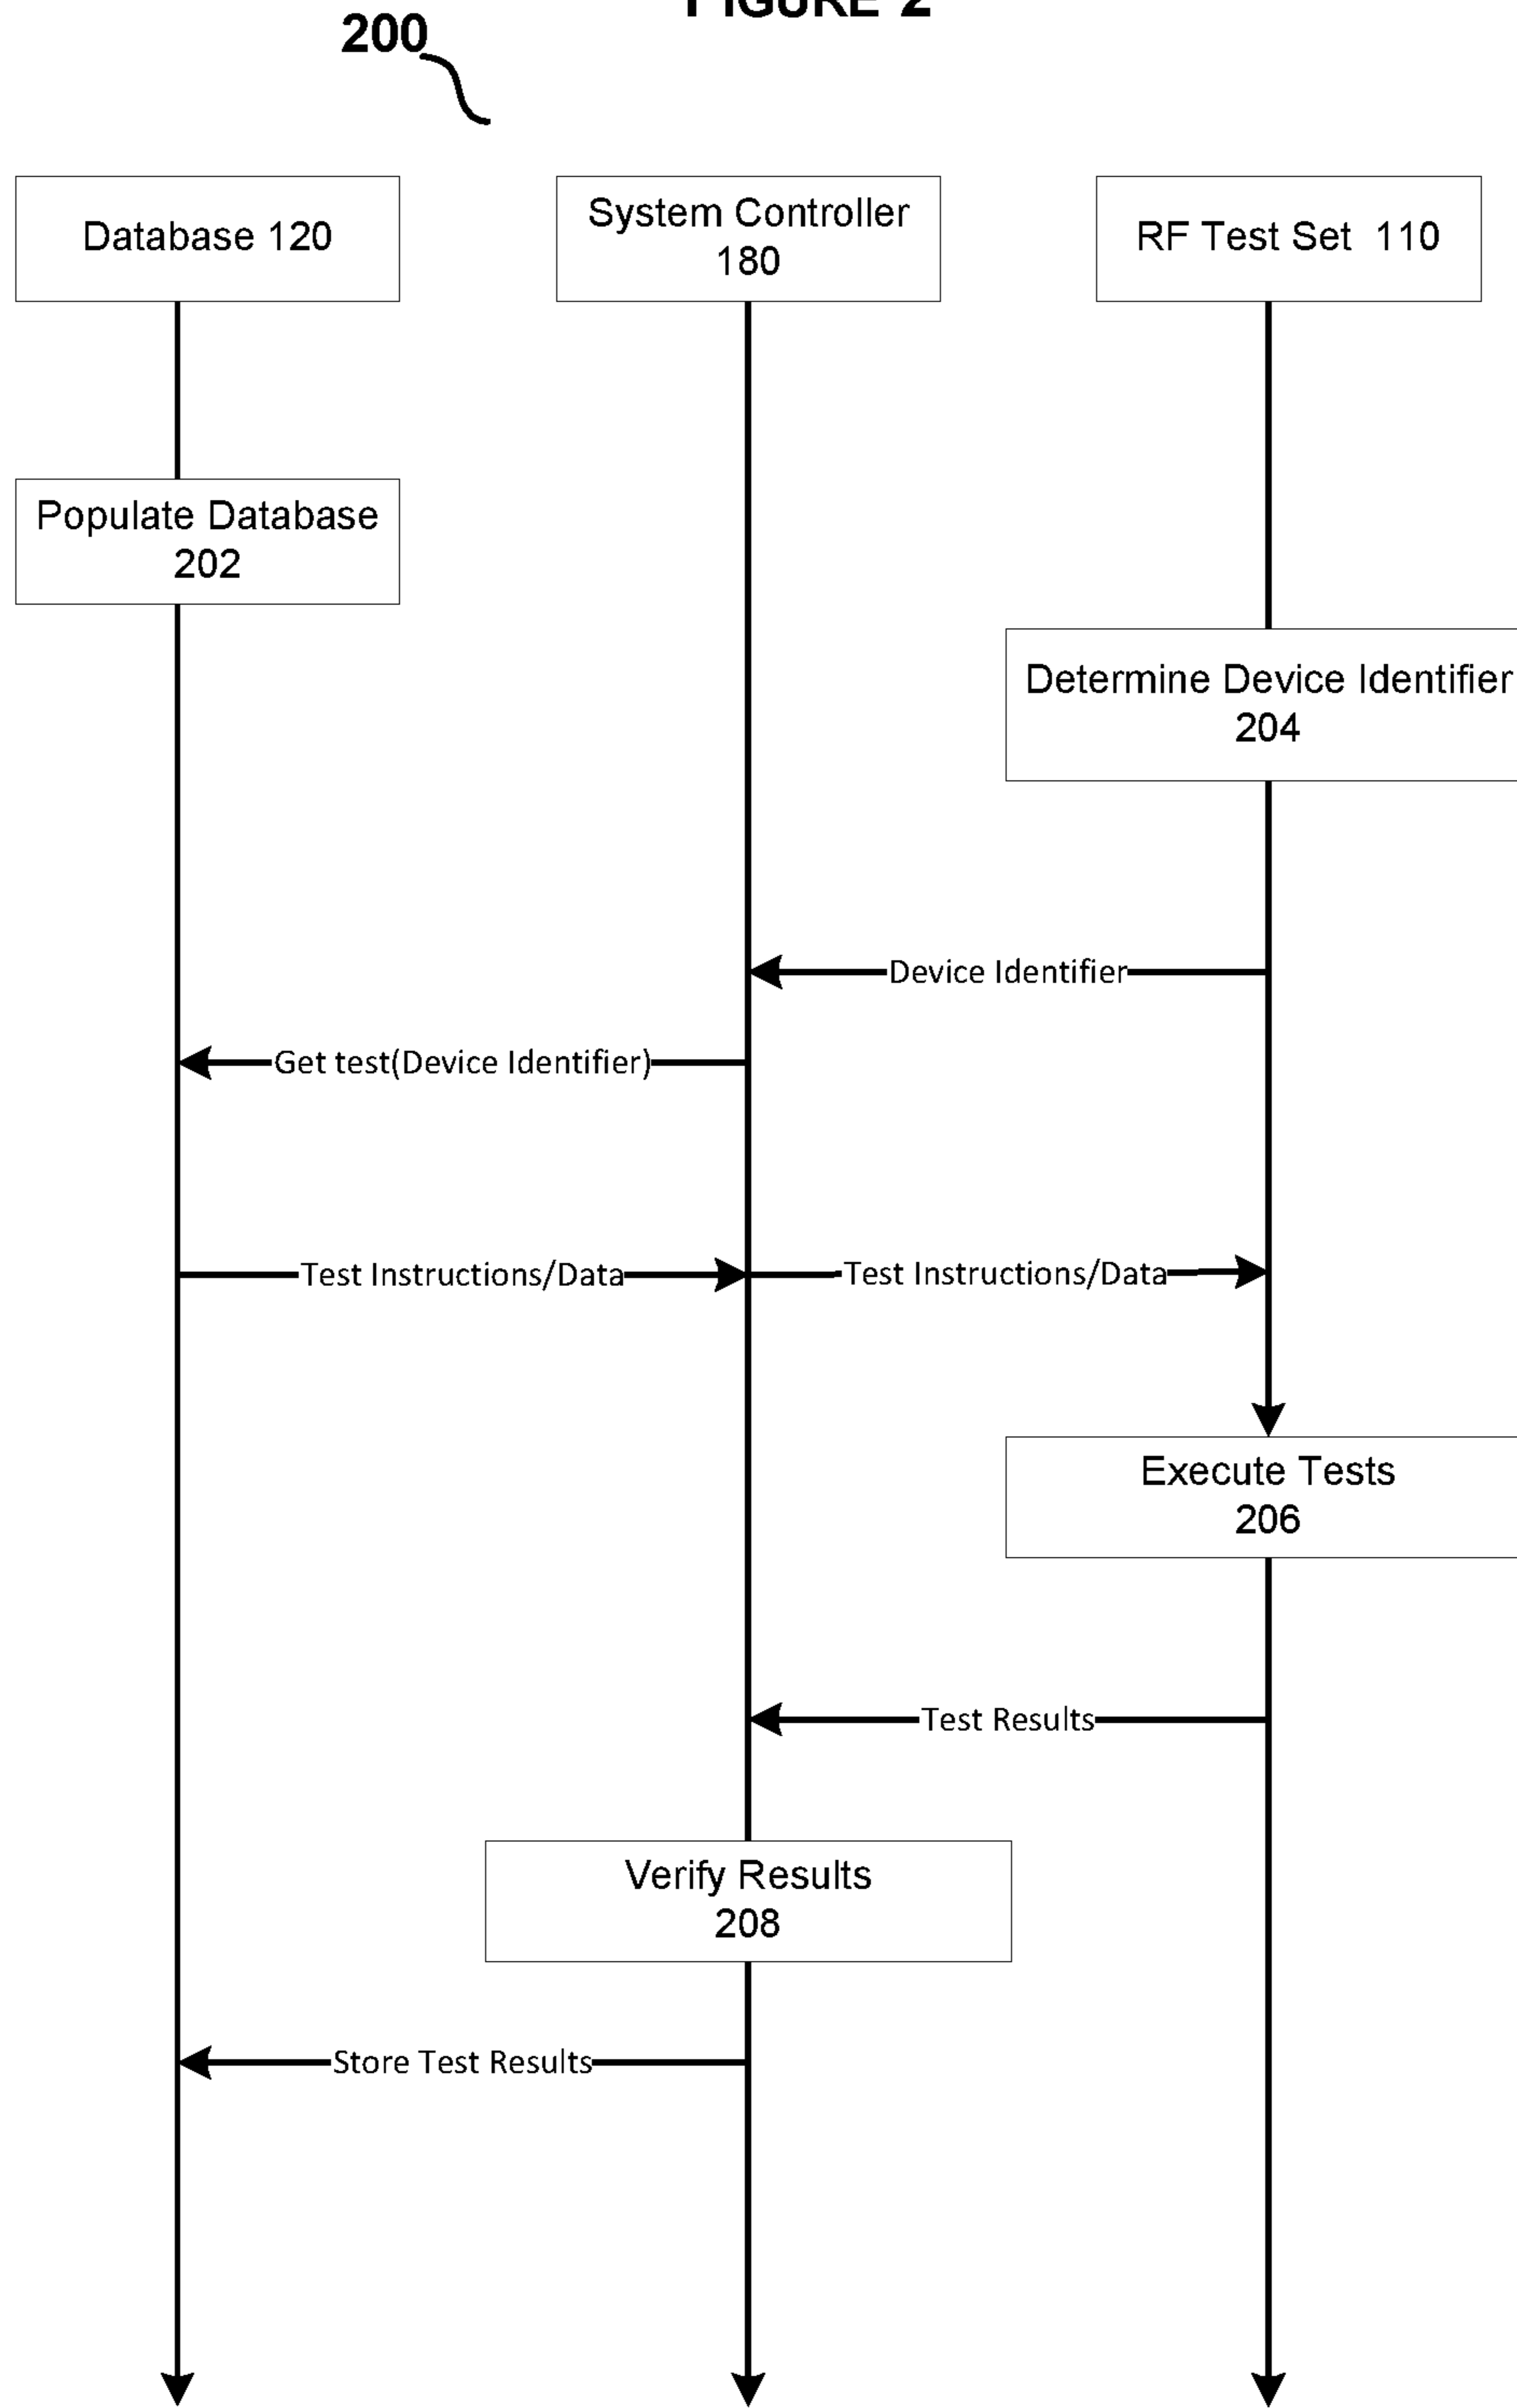 FIGURE 2
200
Database 120
System Controller
180
RF Test Set 110
Populate Database
202
Determine Device Identifier
204
Device Identifier
Get test(Device Identifier)
Test Instructions/Data
Test Instructions/Data
Execute Tests
206
Test Results
Verify Results
208
Store Test Results